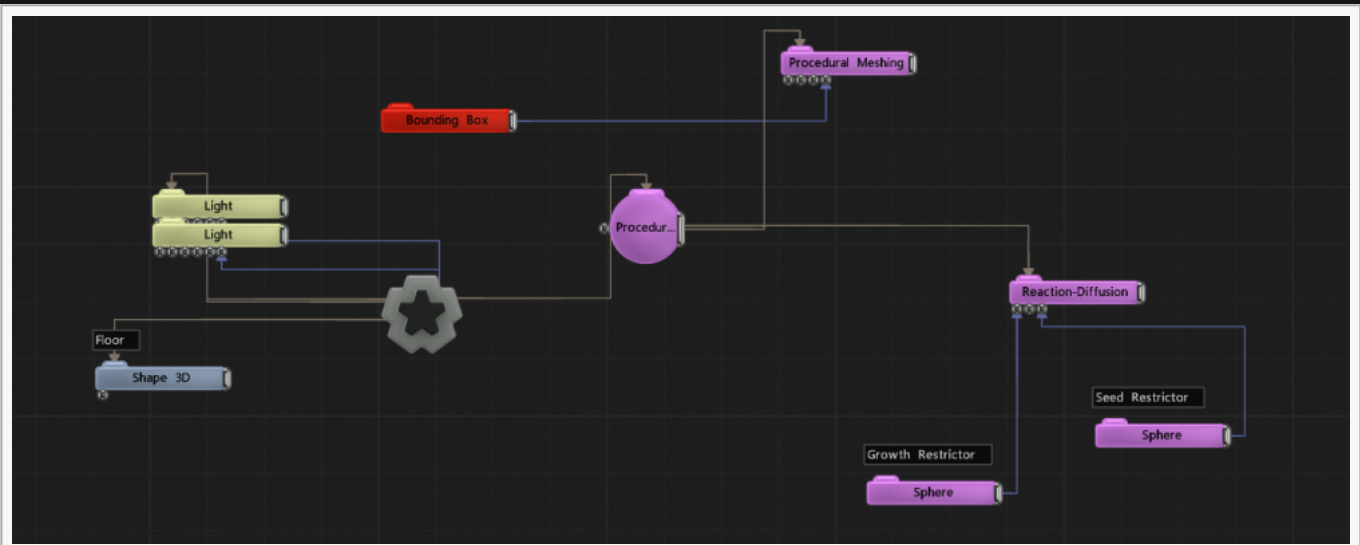 Procedural Meshing
Bounding Box
Light
Light
Procedur...
Reaction-Diffusion
Floor
Shape 3D
Seed Restrictor
Sphere
Growth Restrictor
Sphere